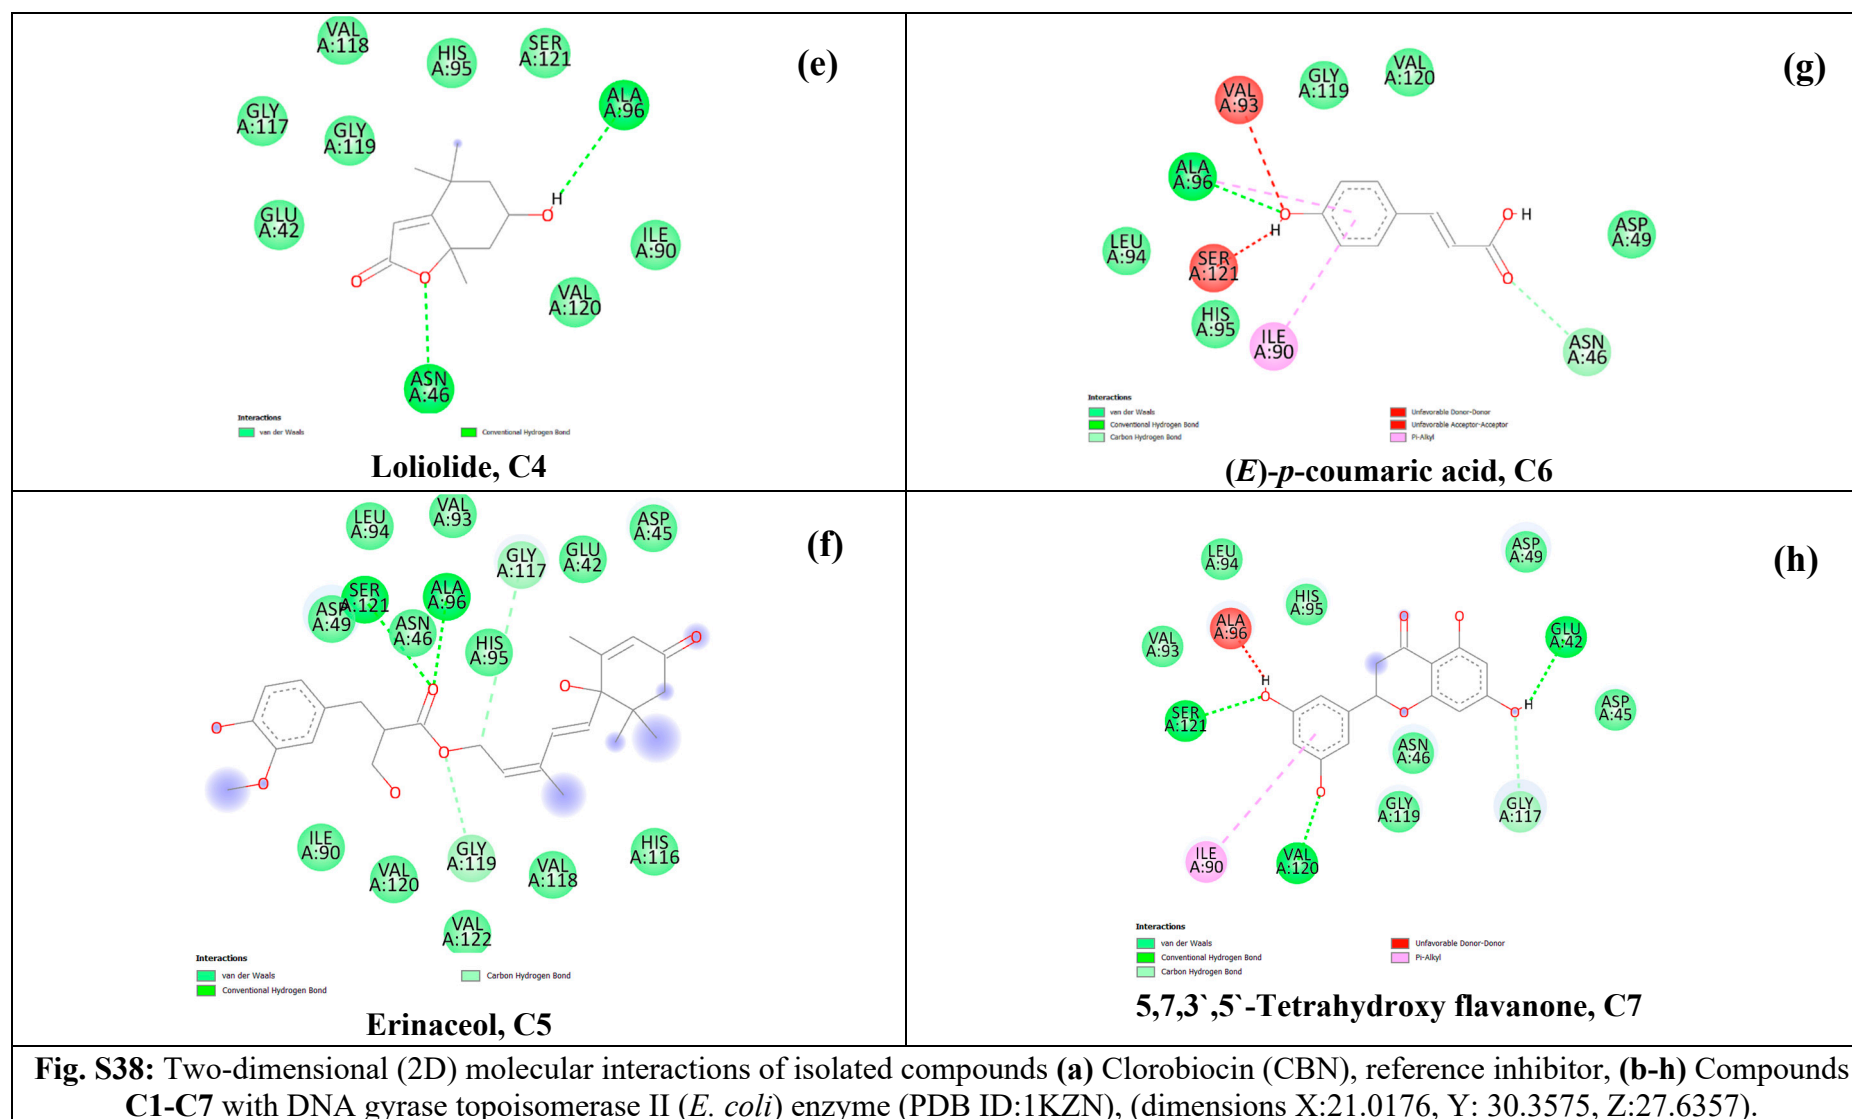 (e)
VAL
A:118
HIS
A:95
SER
A:121
ALA
A:96
GLY
A:117
GLY
A:119
GLU
A:42
H
O
ILE
A:90
O
O
VAL
A:120
ASN
A:46
Interactions
van der Waals
Conventional Hydrogen Bond
Loliolide, C4
(g)
VAL
A:93
GLY
A:119
VAL
A:120
ALA
A:96
LEU
A:94
O
H
SER
A:121
O H
O
ASP
A:49
HIS
A:95
ILE
A:90
ASN
A:46
Interactions
van der Waals
Conventional Hydrogen Bond
Carbon Hydrogen Bond
Unfavorable Donor-Donor
Unfavorable Acceptor-Acceptor
Pi-Alkyl
(E)-p-coumaric acid, C6
(f)
LEU
A:94
VAL
A:93
ASP
A:45
GLY
A:117
GLU
A:42
SER
A:121
ALA
A:96
ASP
A:49
ASN
A:46
HIS
A:95
O
O
O
O
O
O
O
ILE
A:90
VAL
A:120
GLY
A:119
VAL
A:118
HIS
A:116
VAL
A:122
Interactions
van der Waals
Conventional Hydrogen Bond
Carbon Hydrogen Bond
Erinaceol, C5
(h)
LEU
A:94
ASP
A:49
HIS
A:95
ALA
A:96
VAL
A:93
GLU
A:42
O
O
H
O
SER
A:121
O
O
H
ASP
A:45
ASN
A:46
O
GLY
A:119
GLY
A:117
ILE
A:90
VAL
A:120
Interactions
van der Waals
Conventional Hydrogen Bond
Carbon Hydrogen Bond
Unfavorable Donor-Donor
Pi-Alkyl
5,7,3`,5`-Tetrahydroxy flavanone, C7
Fig. S38: Two-dimensional (2D) molecular interactions of isolated compounds (a) Clorobiocin (CBN), reference inhibitor, (b-h) Compounds
C1-C7 with DNA gyrase topoisomerase II (E. coli) enzyme (PDB ID:1KZN), (dimensions X:21.0176, Y: 30.3575, Z:27.6357).